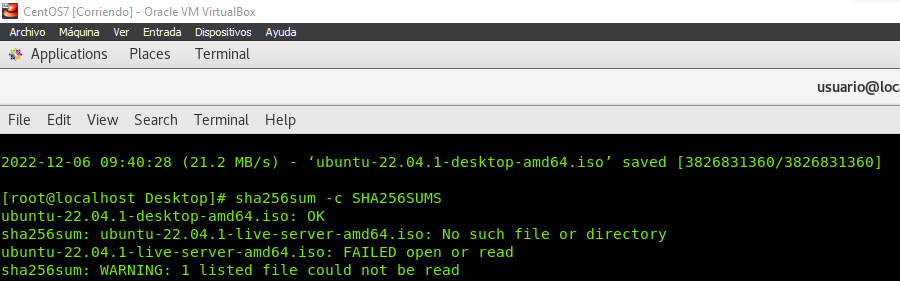 CentOS7 [Corriendo] - Oracle VM VirtualBox
Archivo Máquina Ver Entrada Dispositivos Ayuda
Applications Places Terminal
usuario@loc
File Edit View Search Terminal Help
2022-12-06 09:40:28 (21.2 MB/s) - ‘ubuntu-22.04.1-desktop-amd64.iso’ saved [3826831360/3826831360]
[root@localhost Desktop]# sha256sum -c SHA256SUMS
ubuntu-22.04.1-desktop-amd64.iso: OK
sha256sum: ubuntu-22.04.1-live-server-amd64.iso: No such file or directory
ubuntu-22.04.1-live-server-amd64.iso: FAILED open or read
sha256sum: WARNING: 1 listed file could not be read